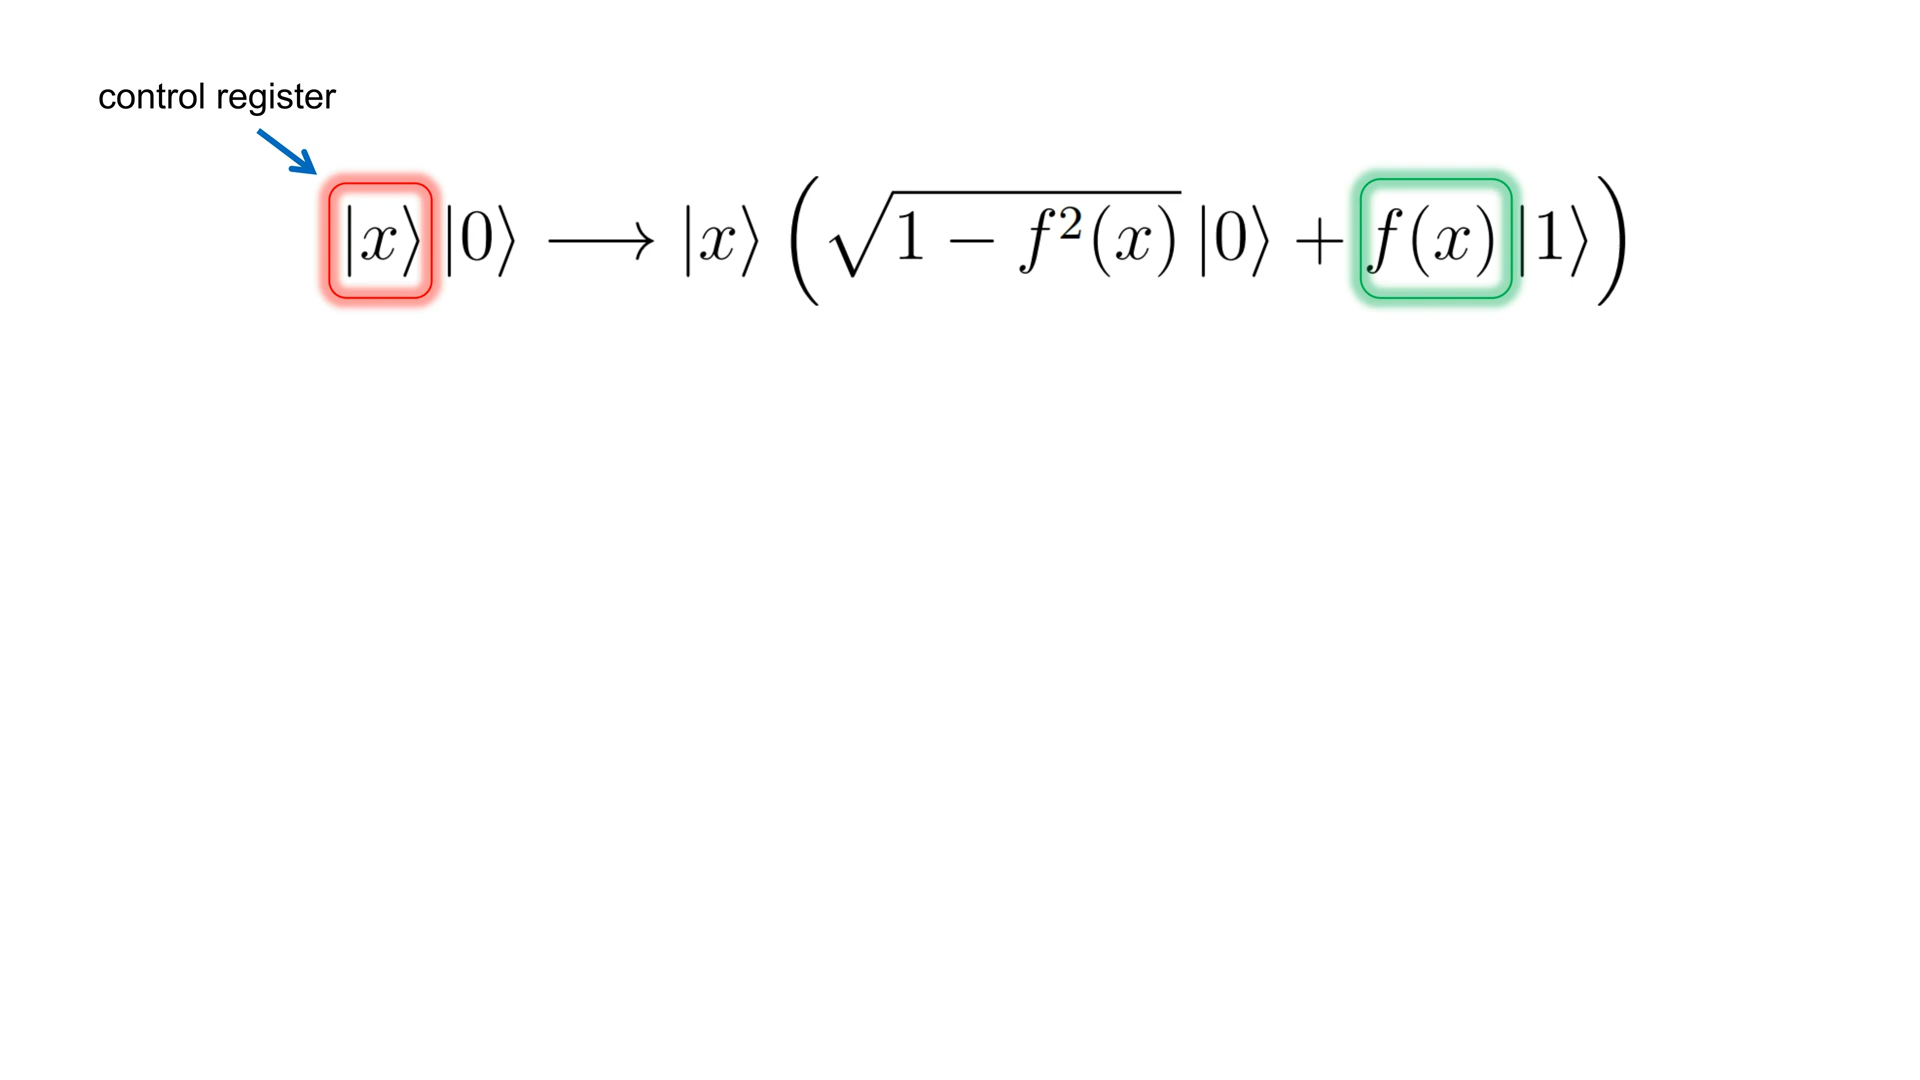 control register
|x⟩|0⟩ ⟶ |x⟩ (√(1 − f²(x)) |0⟩ + f(x)|1⟩)